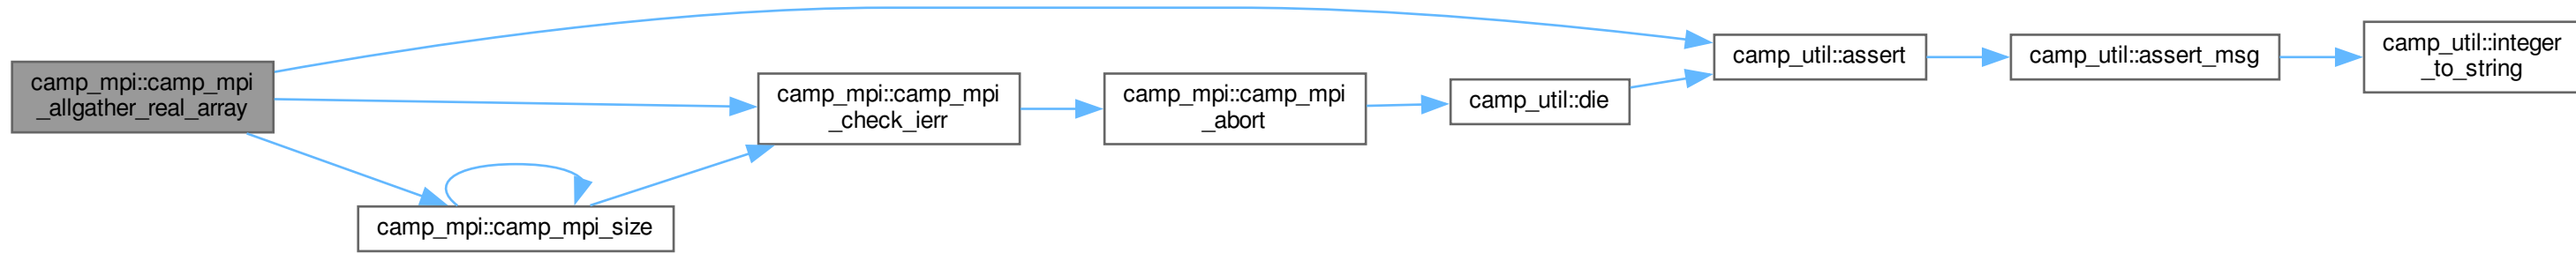 camp_mpi::camp_mpi
_allgather_real_array
camp_mpi::camp_mpi_size
camp_mpi::camp_mpi
_check_ierr
camp_mpi::camp_mpi
_abort
camp_util::die
camp_util::assert
camp_util::assert_msg
camp_util::integer
_to_string